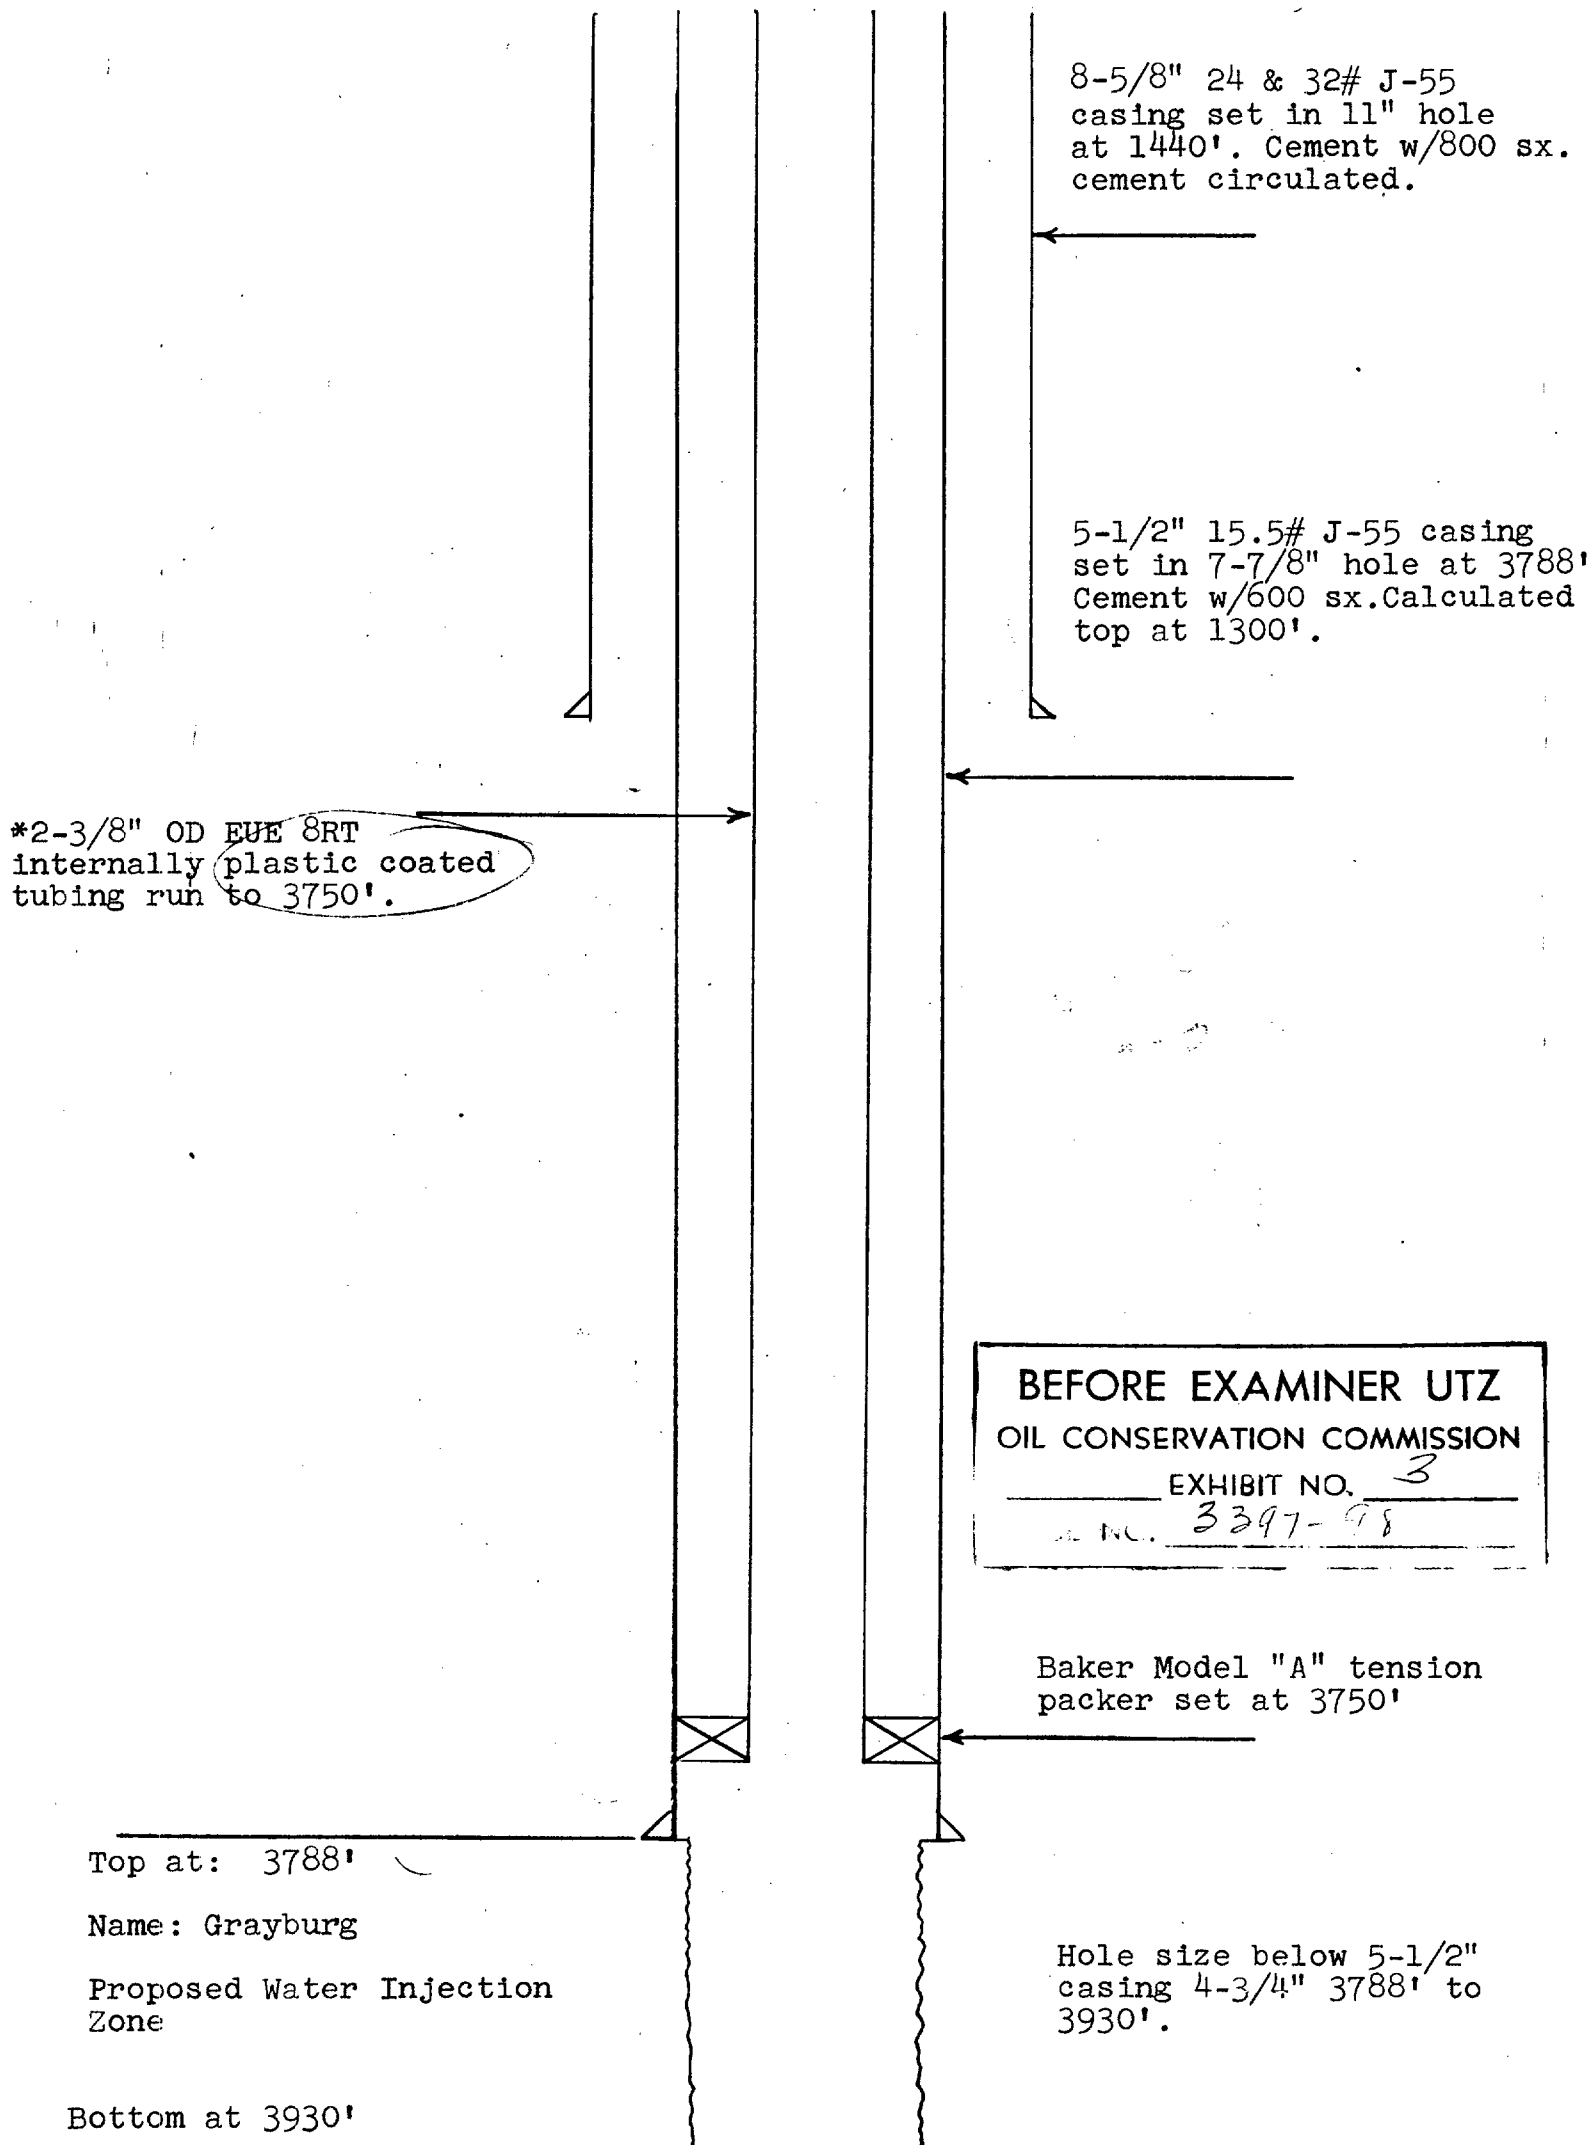 8-5/8" 24 & 32# J-55
casing set in 11" hole
at 1440'. Cement w/800 sx.
cement circulated.
5-1/2" 15.5# J-55 casing
set in 7-7/8" hole at 3788'
Cement w/600 sx.Calculated
top at 1300'.
*2-3/8" OD EUE 8RT
internally plastic coated
tubing run to 3750'.
BEFORE EXAMINER UTZ
OIL CONSERVATION COMMISSION
EXHIBIT NO. 3
NO. 3397-98
Baker Model "A" tension
packer set at 3750'
Top at: 3788'
Name: Grayburg
Proposed Water Injection
Zone
Bottom at 3930'
Hole size below 5-1/2"
casing 4-3/4" 3788' to
3930'.